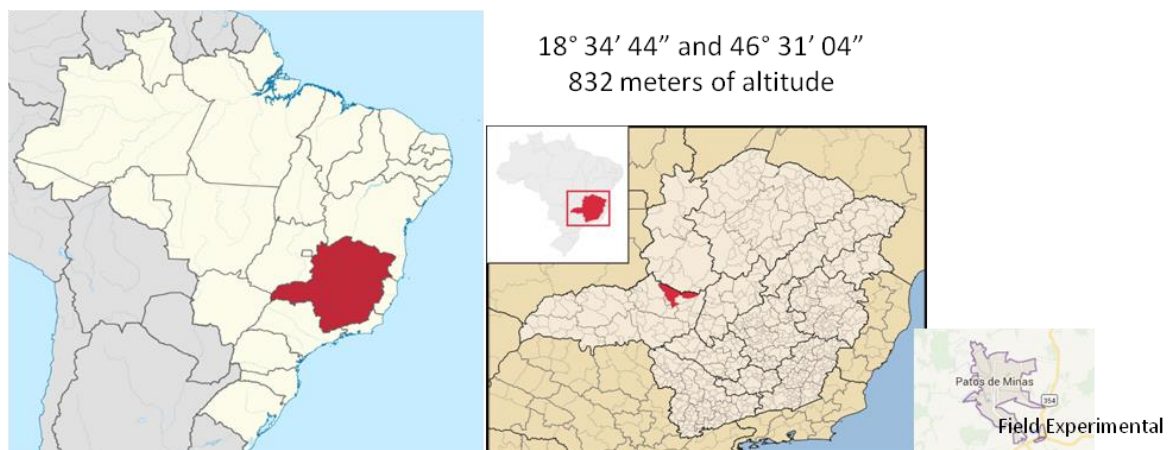 18° 34’ 44” and 46° 31’ 04”
832 meters of altitude
Patos de Minas
354
Field Experimental